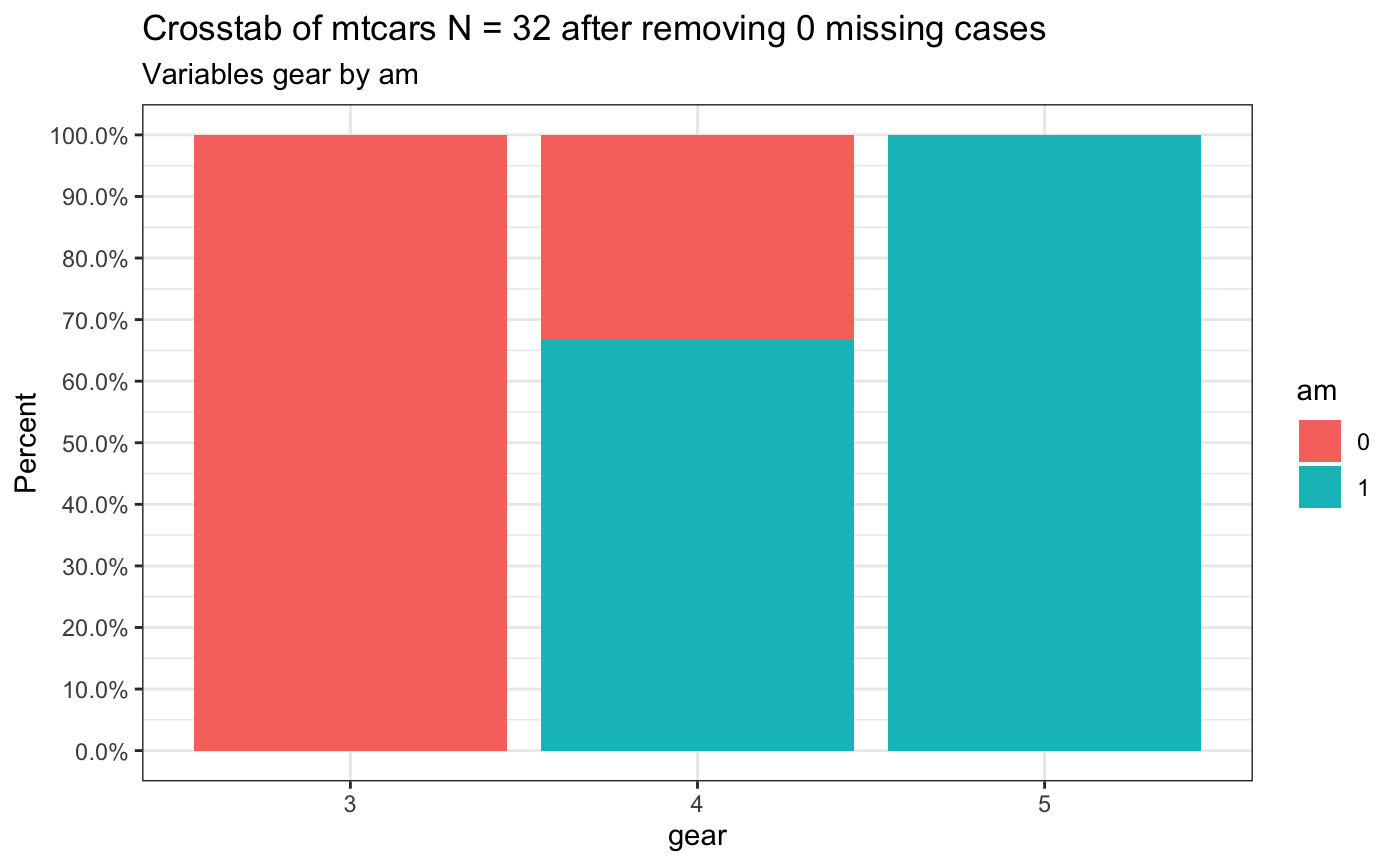 Crosstab of mtcars N = 32 after removing 0 missing cases
Variables gear by am
100.0%
90.0%
80.0%
70.0%
60.0%
50.0%
40.0%
30.0%
20.0%
10.0%
0.0%
Percent
3 4 5
gear
am
0
1